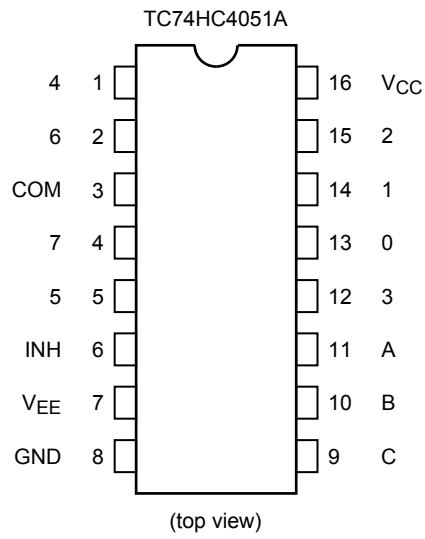 TC74HC4051A
4 1 16 VCC
6 2 15 2
COM 3 14 1
7 4 13 0
5 5 12 3
INH 6 11 A
VEE 7 10 B
GND 8 9 C
(top view)